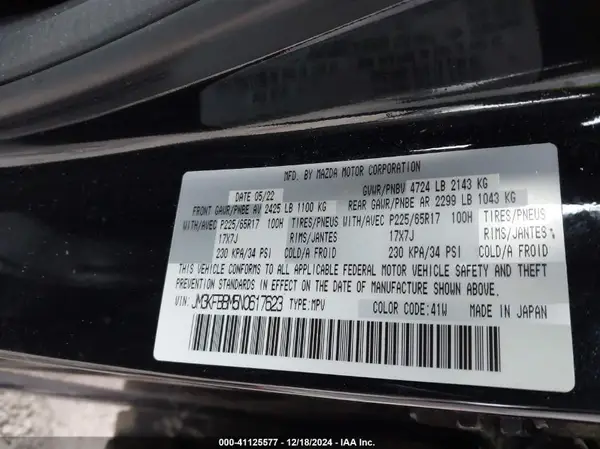 MFD. BY MAZDA MOTOR CORPORATION
DATE 05/22 GVWR/PNBV 4724 LB 2143 KG
FRONT GAWR/PNBE AV 2425 LB 1100 KG REAR GAWR/PNBE AR 2299 LB 1043 KG
WITH/AVEC P225/65R17 100H TIRES/PNEUS WITH/AVEC P225/65R17 100H TIRES/PNEUS
17X7J RIMS/JANTES 17X7J RIMS/JANTES
230 KPA/34 PSI COLD/A FROID 230 KPA/34 PSI COLD/A FROID
THIS VEHICLE CONFORMS TO ALL APPLICABLE FEDERAL MOTOR VEHICLE SAFETY AND THEFT
PREVENTION STANDARDS IN EFFECT ON THE DATE OF MANUFACTURE SHOWN ABOVE.
VIN: JM3KFBBM5N0617623 TYPE:MPV COLOR CODE:41W MADE IN JAPAN
000-41125577 - 12/18/2024 - IAA Inc.